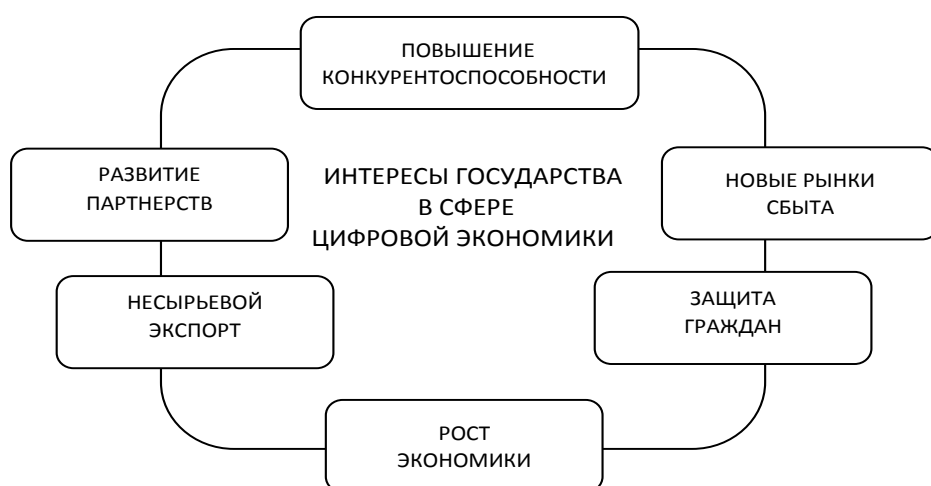 ПОВЫШЕНИЕ
КОНКУРЕНТОСПОСОБНОСТИ
РАЗВИТИЕ
ПАРТНЕРСТВ
ИНТЕРЕСЫ ГОСУДАРСТВА
В СФЕРЕ
ЦИФРОВОЙ ЭКОНОМИКИ
НОВЫЕ РЫНКИ
СБЫТА
НЕСЫРЬЕВОЙ
ЭКСПОРТ
ЗАЩИТА
ГРАЖДАН
РОСТ
ЭКОНОМИКИ